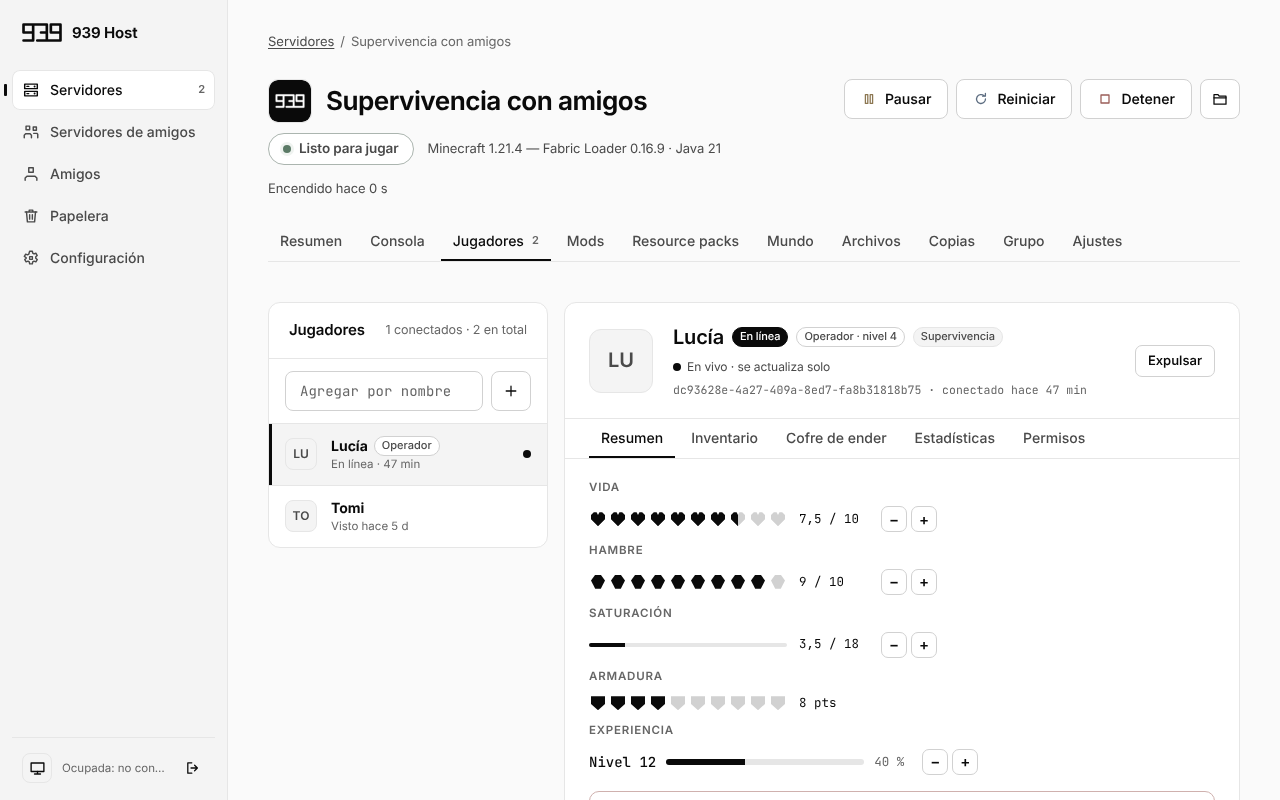 939 939 Host
Servidores 2
Servidores de amigos
Amigos
Papelera
Configuración
Ocupada: no con...
Servidores / Supervivencia con amigos
939 Supervivencia con amigos
Pausar
Reiniciar
Detener
Listo para jugar
Minecraft 1.21.4 — Fabric Loader 0.16.9 · Java 21
Encendido hace 0 s
Resumen Consola Jugadores 2 Mods Resource packs Mundo Archivos Copias Grupo Ajustes
Jugadores 1 conectados · 2 en total
Agregar por nombre +
LU Lucía Operador
En línea · 47 min
TO Tomi
Visto hace 5 d
LU Lucía En línea Operador · nivel 4 Supervivencia
En vivo · se actualiza solo
dc93628e-4a27-409a-8ed7-fa8b31818b75 · conectado hace 47 min
Expulsar
Resumen Inventario Cofre de ender Estadísticas Permisos
VIDA
7,5 / 10 − +
HAMBRE
9 / 10 − +
SATURACIÓN
3,5 / 18 − +
ARMADURA
8 pts
EXPERIENCIA
Nivel 12 40 % − +